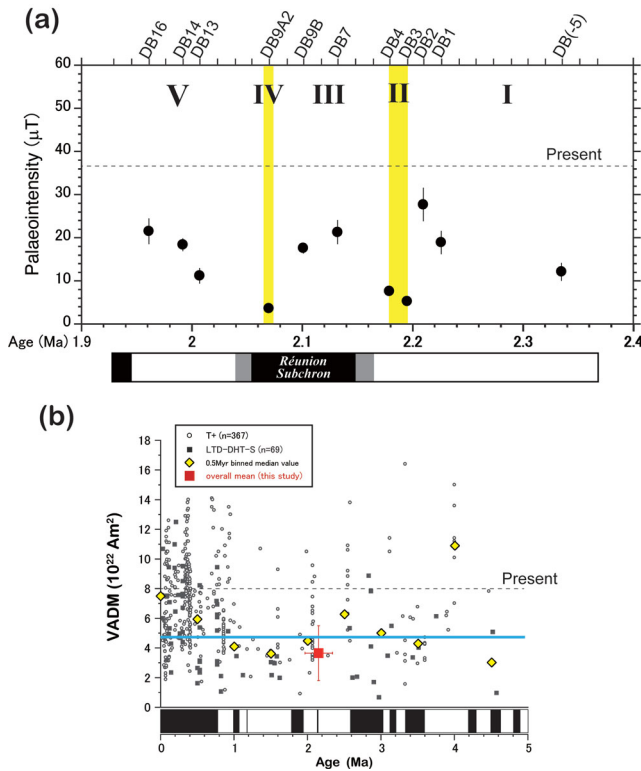 (a)
DB16 DB14 DB13 DB9A2 DB9B DB7 DB4 DB3 DB2 DB1 DB(-5)
60
50
40
30
20
10
0
Palaeointensity (μT)
V IV III II I
Present
Age (Ma) 1.9 2 2.1 2.2 2.3 2.4
Réunion
Subchron
(b)
T+ (n=367)
LTD-DHT-S (n=69)
0.5Myr binned median value
overall mean (this study)
18
16
14
12
10
8
6
4
2
0
VADM (10²² Am²)
Present
0 1 2 3 4 5
Age (Ma)